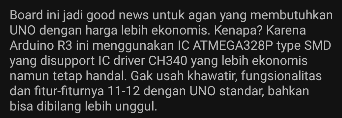 Board ini jadi good news untuk agan yang membutuhkan
UNO dengan harga lebih ekonomis. Kenapa? Karena
Arduino R3 ini menggunakan IC ATMEGA328P type SMD
yang disupport IC driver CH340 yang lebih ekonomis
namun tetap handal. Gak usah khawatir, fungsionalitas
dan fitur-fiturnya 11-12 dengan UNO standar, bahkan
bisa dibilang lebih unggul.